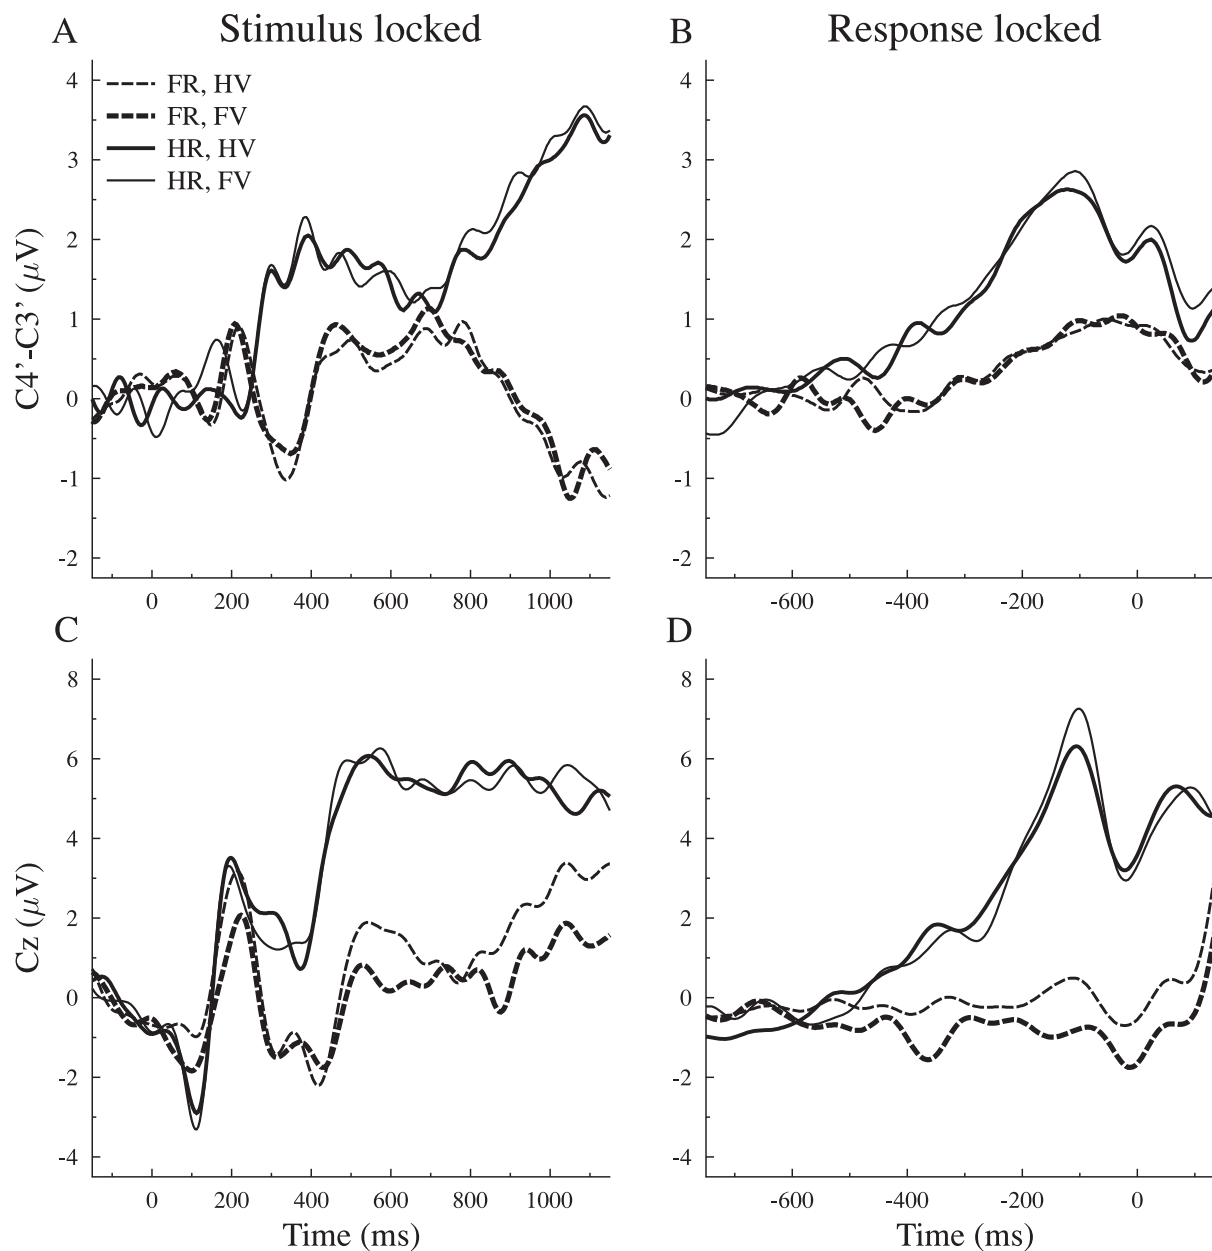 A Stimulus locked
B Response locked
FR, HV
FR, FV
HR, HV
HR, FV
C4'-C3' (μV)
4
3
2
1
0
-1
-2
0 200 400 600 800 1000
4
3
2
1
0
-1
-2
-600 -400 -200 0
C
Cz (μV)
8
6
4
2
0
-2
-4
0 200 400 600 800 1000
Time (ms)
D
8
6
4
2
0
-2
-4
-600 -400 -200 0
Time (ms)